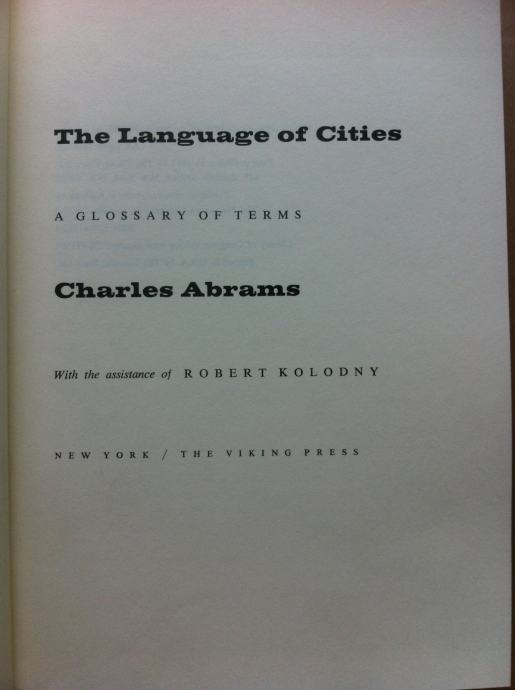 The Language of Cities
A GLOSSARY OF TERMS
Charles Abrams
With the assistance of ROBERT KOLODNY
NEW YORK / THE VIKING PRESS